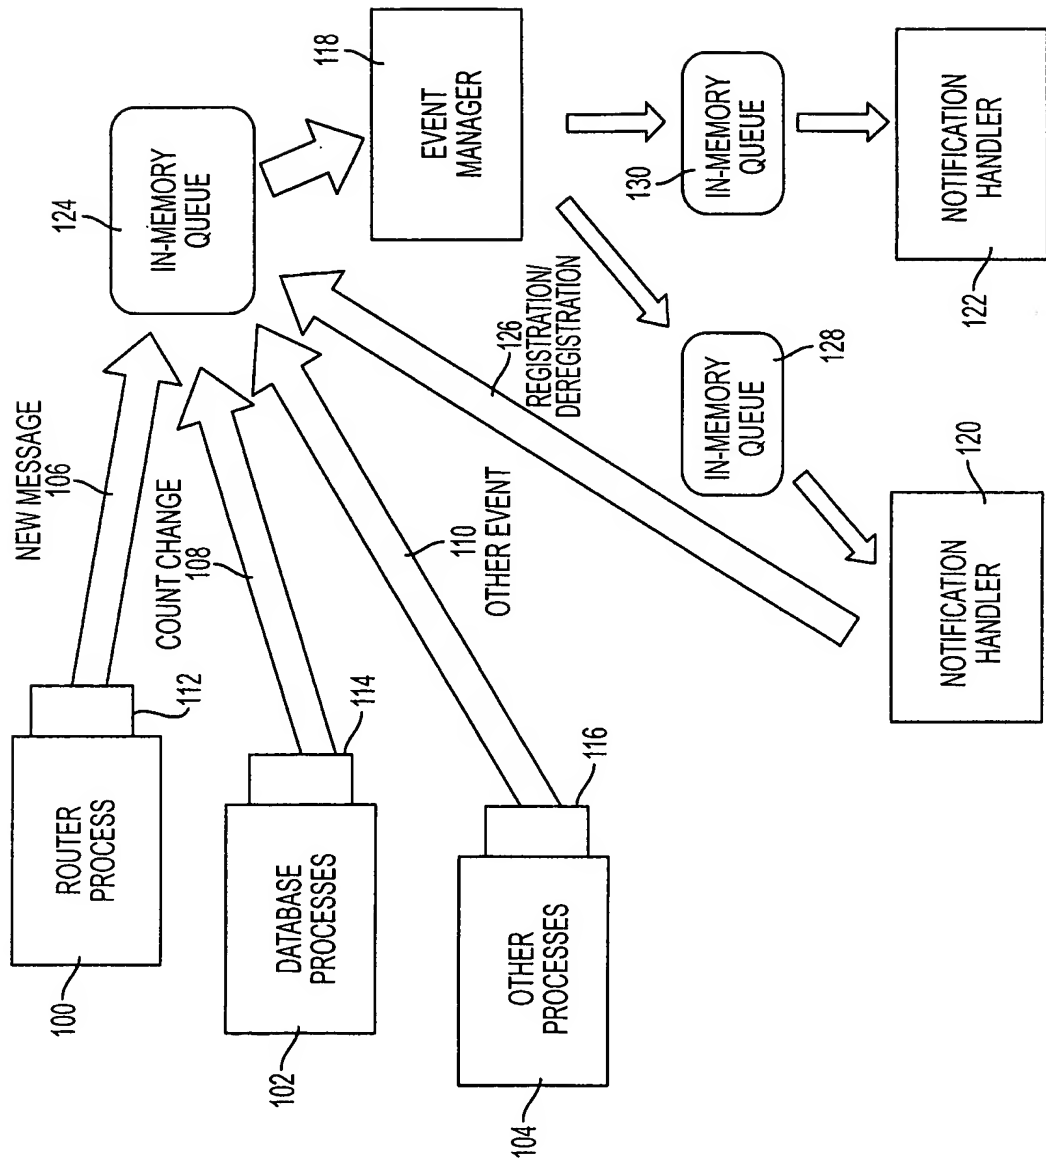 NEW MESSAGE
106
ROUTER
PROCESS
100
112
COUNT CHANGE
108
124
IN-MEMORY
QUEUE
DATABASE
PROCESSES
102
114
118
EVENT
MANAGER
110
OTHER EVENT
OTHER
PROCESSES
104
116
126
REGISTRATION/
DEREGISTRATION
130
IN-MEMORY
QUEUE
IN-MEMORY
QUEUE
128
120
NOTIFICATION
HANDLER
NOTIFICATION
HANDLER
122